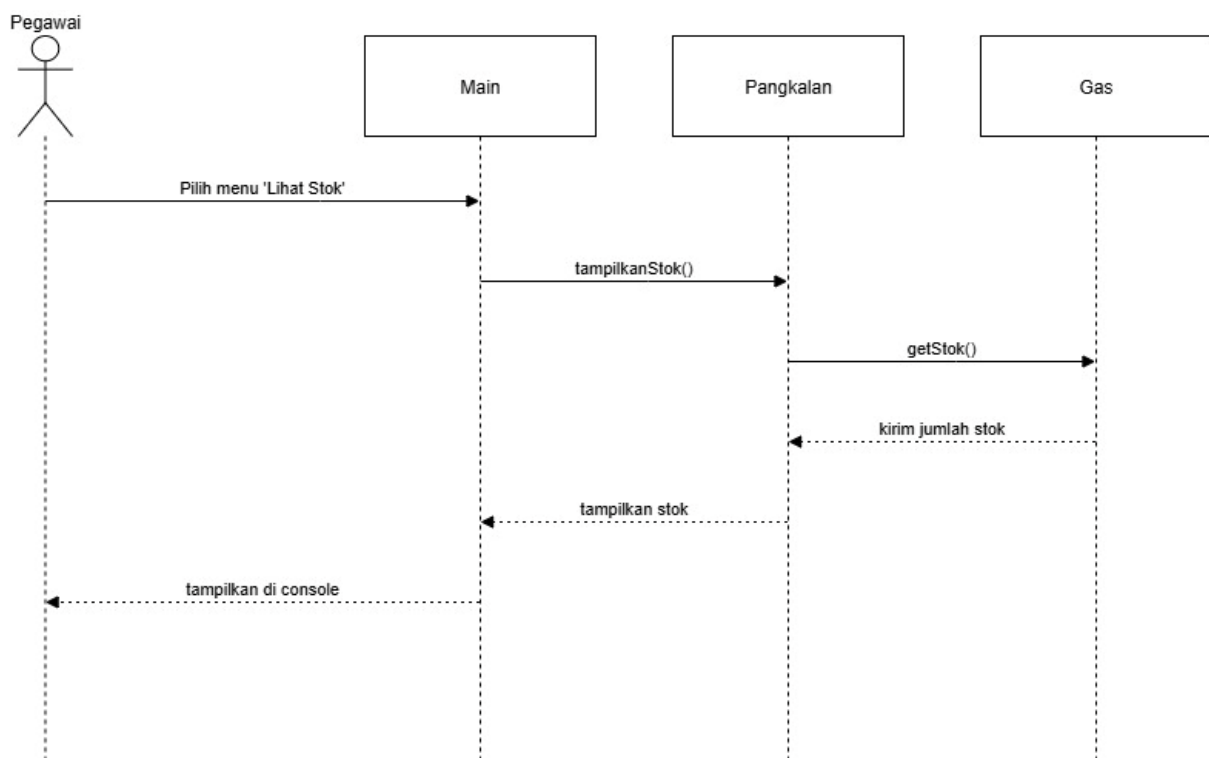 Pegawai
Main
Pangkalan
Gas
Pilih menu 'Lihat Stok'
tampilkanStok()
getStok()
kirim jumlah stok
tampilkan stok
tampilkan di console